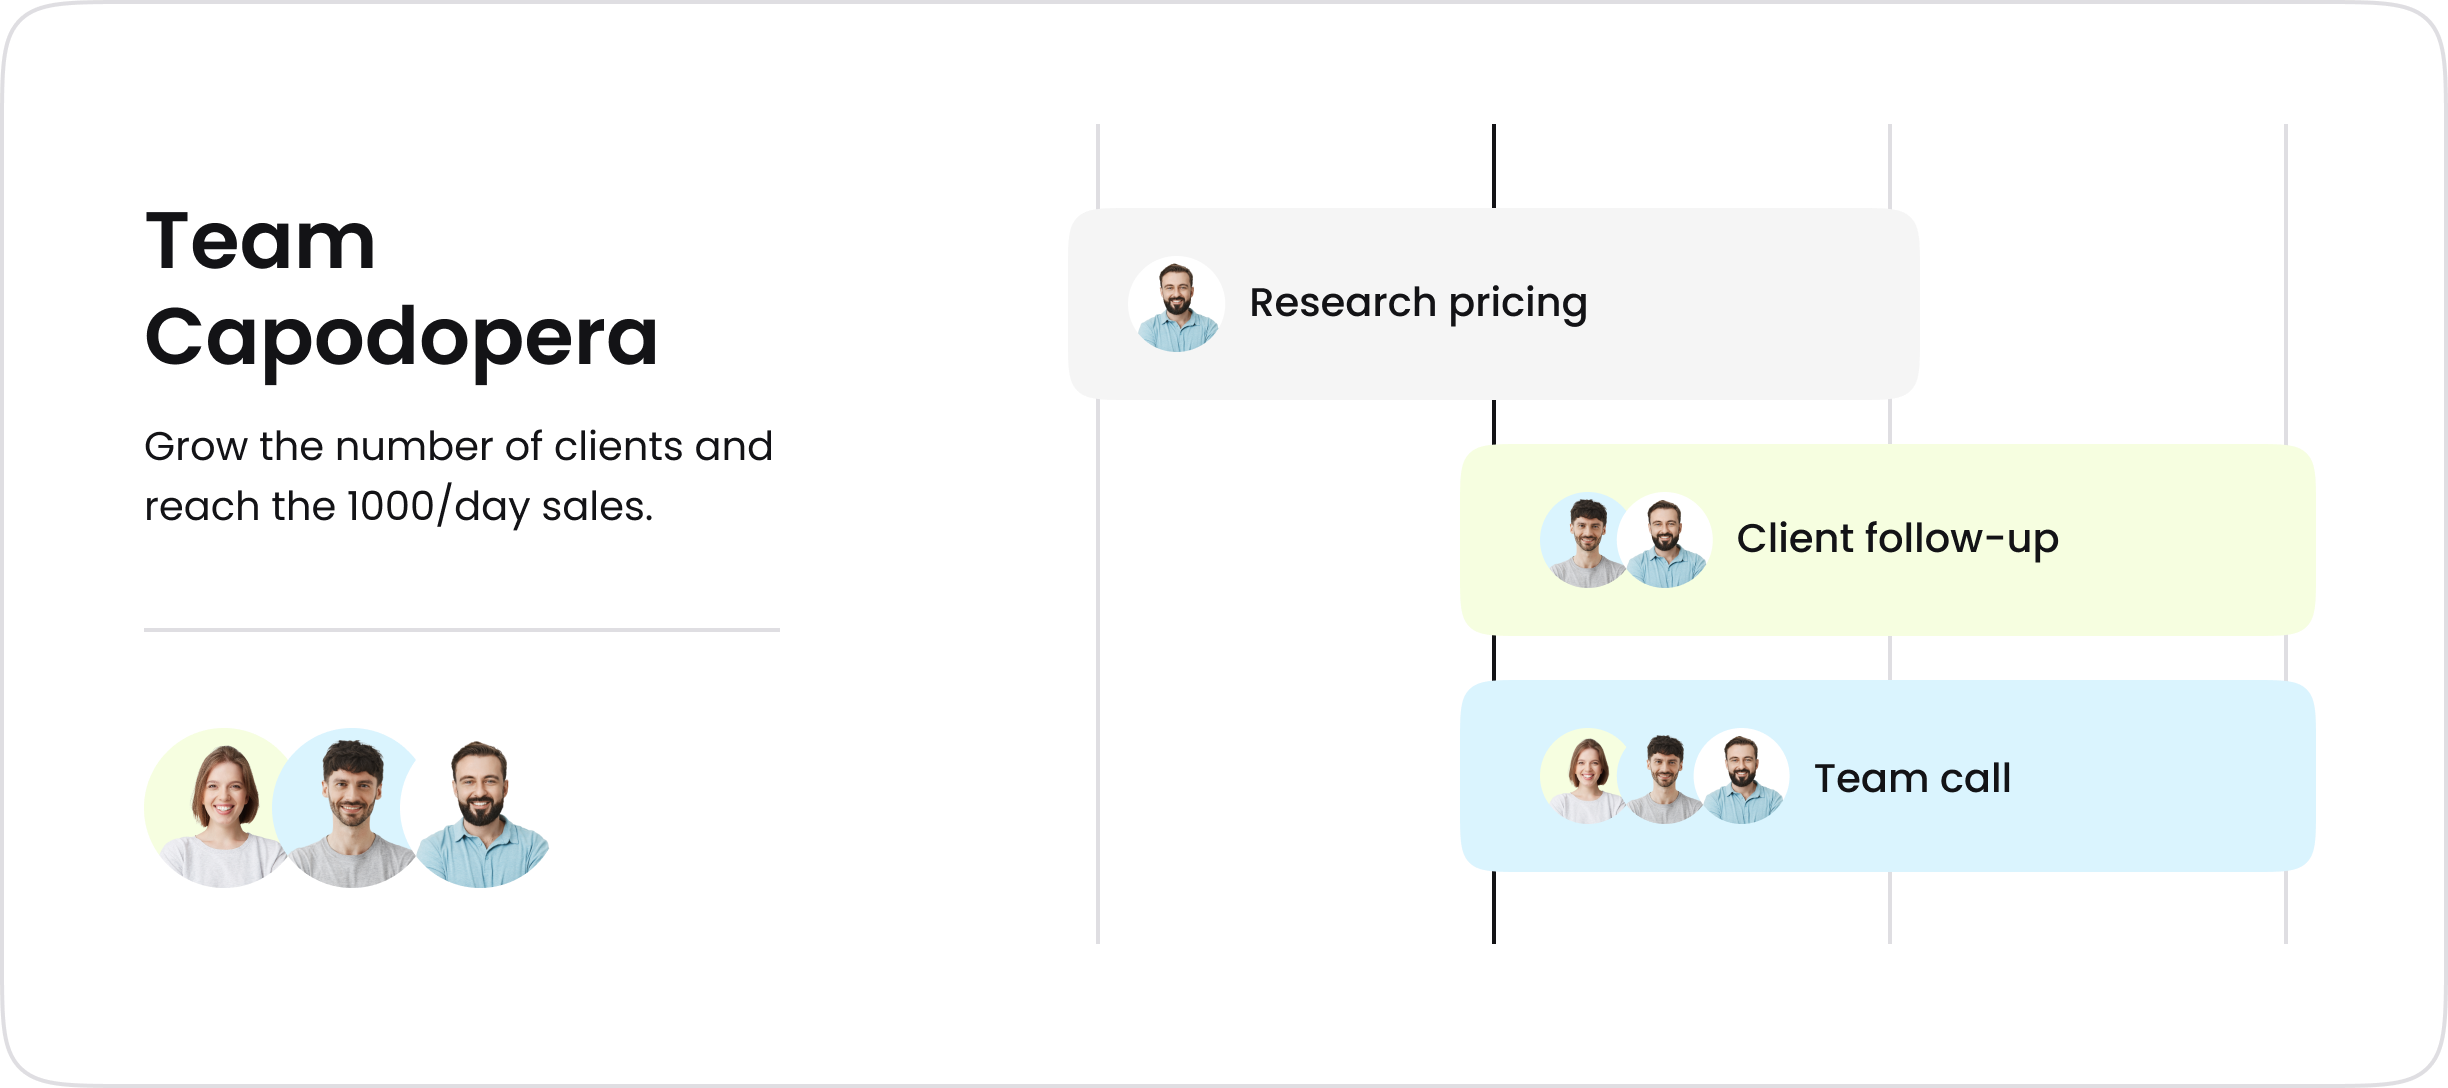 Team
Capodopera
Grow the number of clients and
reach the 1000/day sales.
Research pricing
Client follow-up
Team call